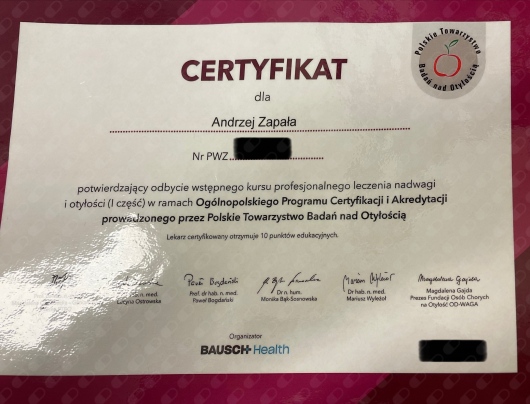 Polskie Towarzystwo
Badań nad Otyłością
CERTYFIKAT
dla
Andrzej Zapała
Nr PWZ
potwierdzający odbycie wstępnego kursu profesjonalnego leczenia nadwagi
i otyłości (I część) w ramach Ogólnopolskiego Programu Certyfikacji i Akredytacji
prowadzonego przez Polskie Towarzystwo Badań nad Otyłością
Lekarz certyfikowany otrzymuje 10 punktów edukacyjnych.
n. med.
Lucyna Ostrowska
Prof. dr hab. n. med.
Paweł Bogdański
Dr n. hum.
Monika Bąk-Sosnowska
Dr hab. n. med.
Mariusz Wyleżoł
Magdalena Gajda
Prezes Fundacji Osób Chorych
na Otyłość OD-WAGA
Organizator
BAUSCH+Health